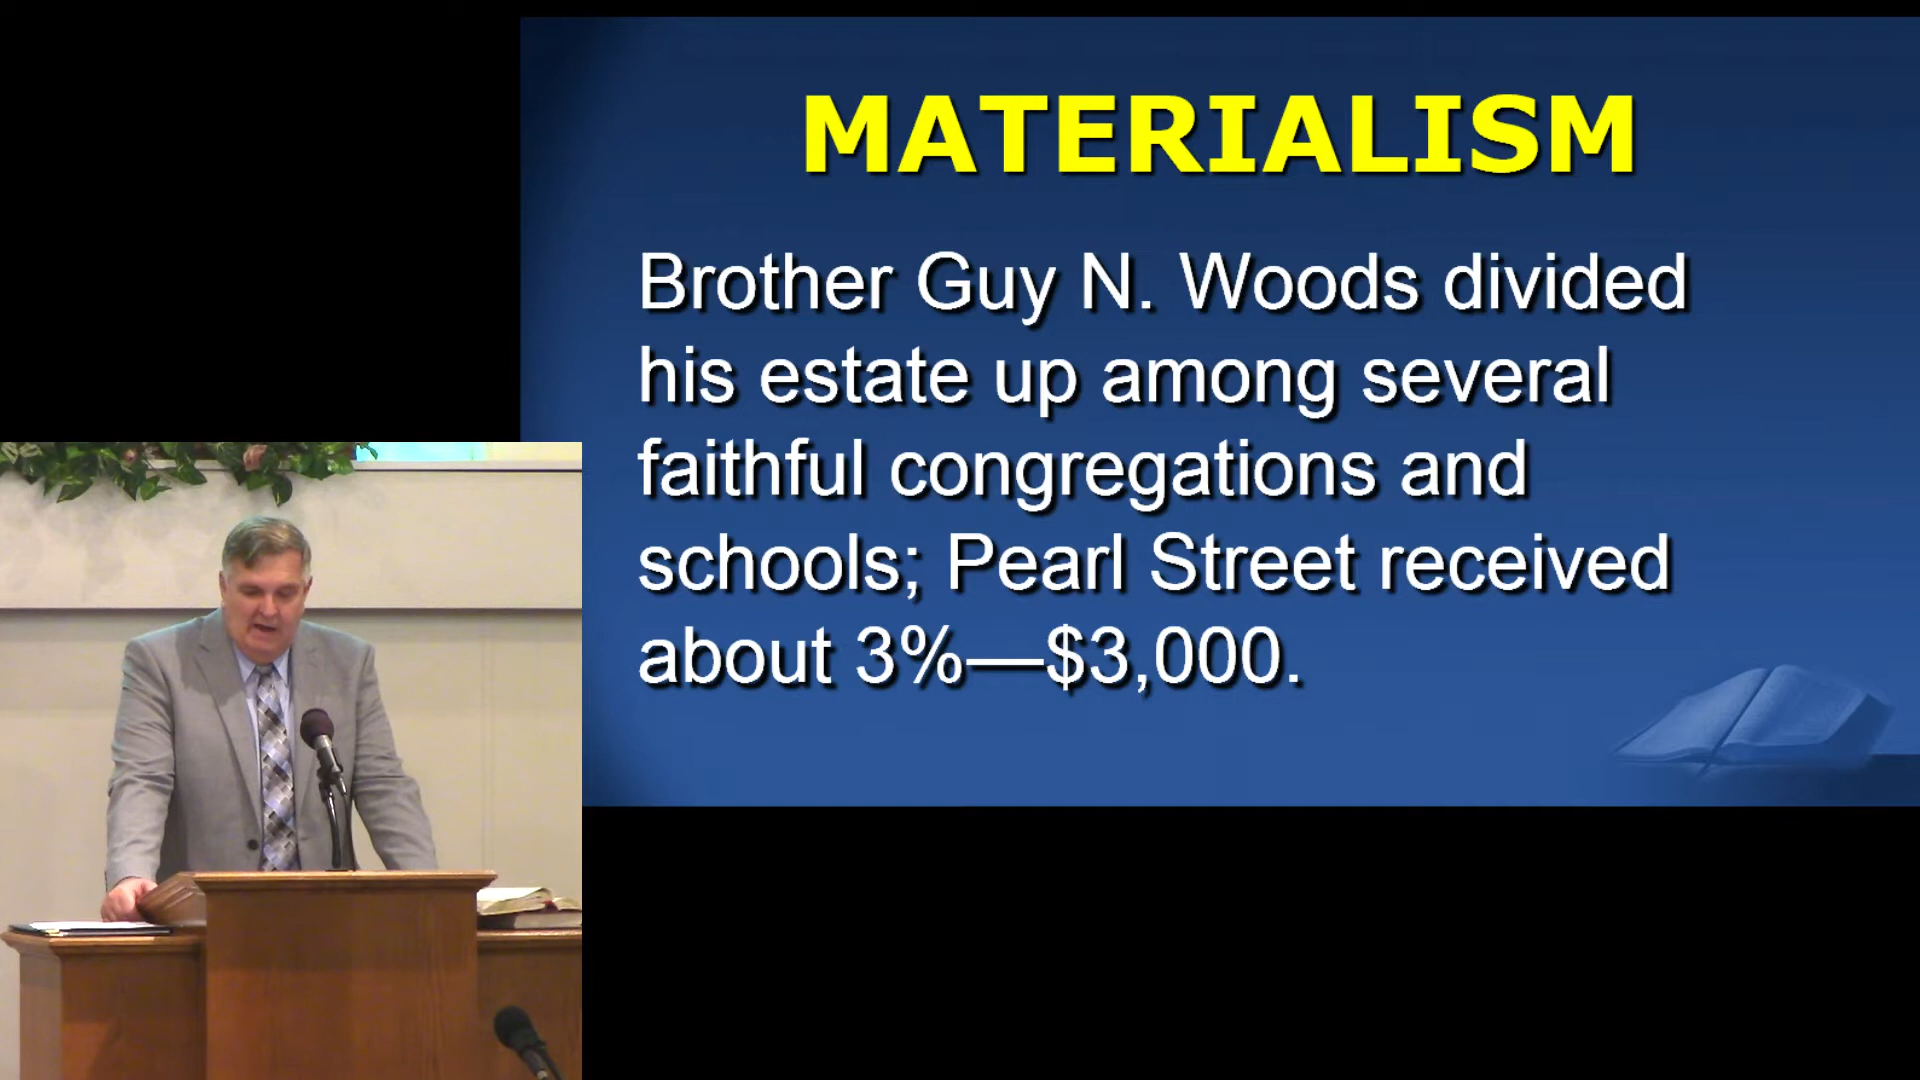 MATERIALISM
Brother Guy N. Woods divided
his estate up among several
faithful congregations and
schools; Pearl Street received
about 3%—$3,000.